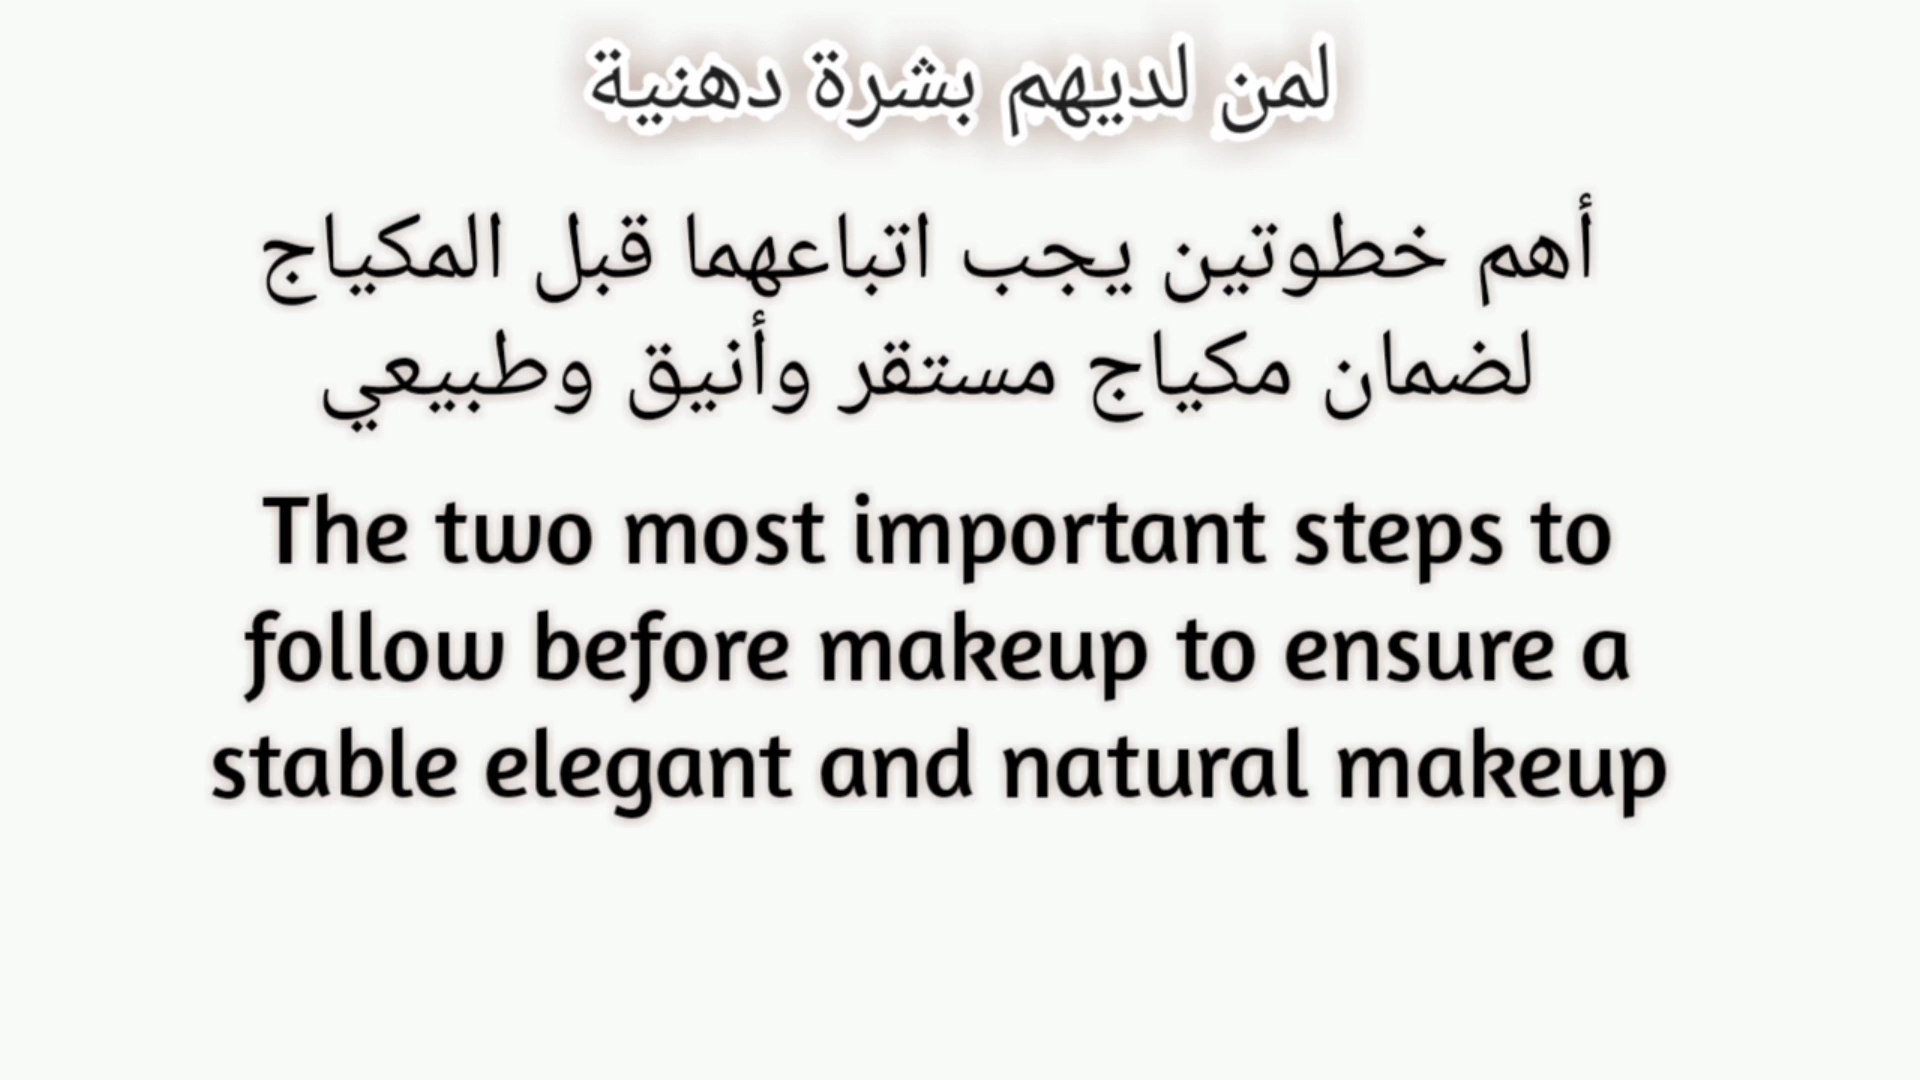 لمن لديهم بشرة دهنية
أهم خطوتين يجب اتباعهما قبل المكياج
لضمان مكياج مستقر وأنيق وطبيعي
The two most important steps to
follow before makeup to ensure a
stable elegant and natural makeup